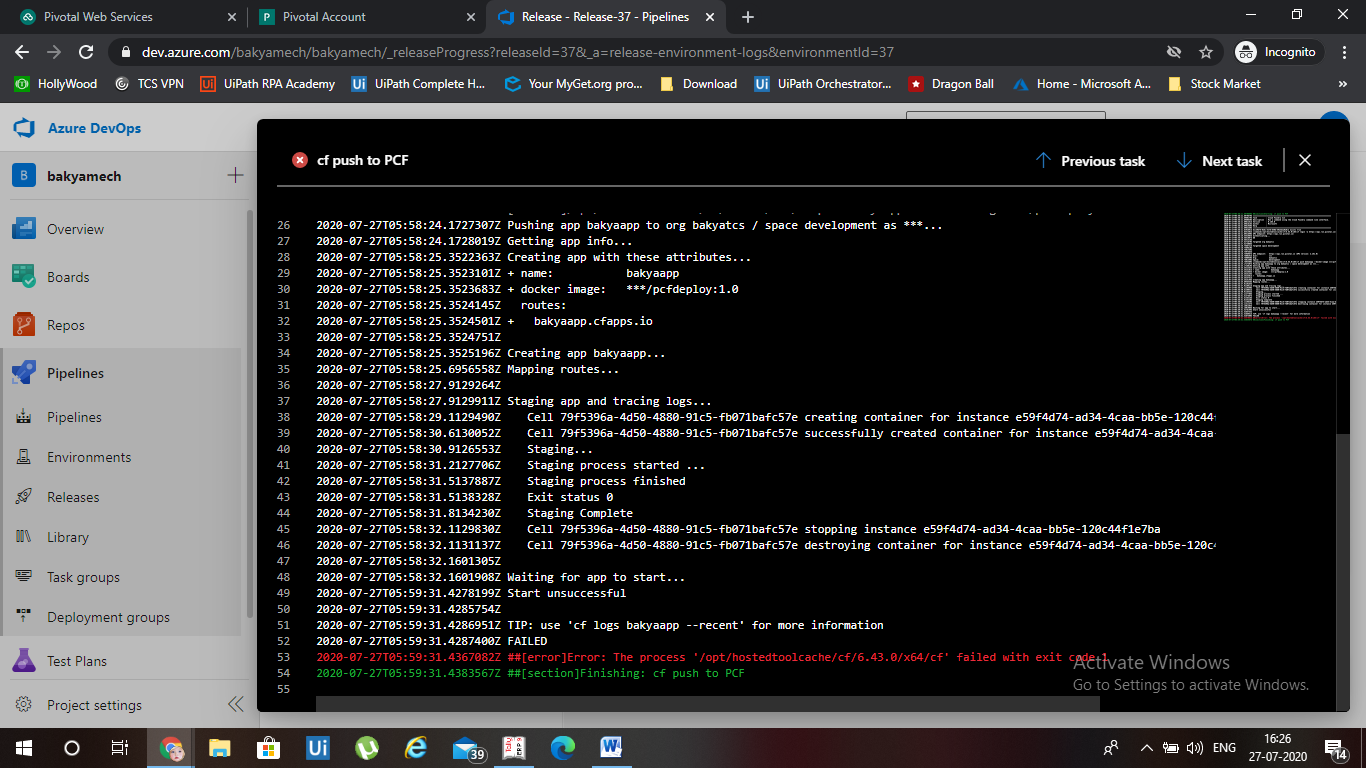 Pivotal Web Services
Pivotal Account
Release - Release-37 - Pipelines
dev.azure.com/bakyamech/bakyamech/_releaseProgress?releaseId=37&_a=release-environment-logs&environmentId=37
Incognito
HollyWood
TCS VPN
UiPath RPA Academy
UiPath Complete H...
Your MyGet.org pro...
Download
UiPath Orchestrator...
Dragon Ball
Home - Microsoft A...
Stock Market
»
Azure DevOps
B bakyamech
Overview
Boards
Repos
Pipelines
Pipelines
Environments
Releases
Library
Task groups
Deployment groups
Test Plans
Project settings
cf push to PCF
Previous task
Next task
26 2020-07-27T05:58:24.1727307Z Pushing app bakyaapp to org bakyatcs / space development as ***...
27 2020-07-27T05:58:24.1728019Z Getting app info...
28 2020-07-27T05:58:25.3522363Z Creating app with these attributes...
29 2020-07-27T05:58:25.3523101Z + name: bakyaapp
30 2020-07-27T05:58:25.3523683Z + docker image: ***/pcfdeploy:1.0
31 2020-07-27T05:58:25.3524145Z routes:
32 2020-07-27T05:58:25.3524501Z + bakyaapp.cfapps.io
33 2020-07-27T05:58:25.3524751Z
34 2020-07-27T05:58:25.3525196Z Creating app bakyaapp...
35 2020-07-27T05:58:25.6956558Z Mapping routes...
36 2020-07-27T05:58:27.9129264Z
37 2020-07-27T05:58:27.9129911Z Staging app and tracing logs...
38 2020-07-27T05:58:29.1129490Z Cell 79f5396a-4d50-4880-91c5-fb071bafc57e creating container for instance e59f4d74-ad34-4caa-bb5e-120c44f
39 2020-07-27T05:58:30.6130052Z Cell 79f5396a-4d50-4880-91c5-fb071bafc57e successfully created container for instance e59f4d74-ad34-4caa-
40 2020-07-27T05:58:30.9126553Z Staging...
41 2020-07-27T05:58:31.2127706Z Staging process started ...
42 2020-07-27T05:58:31.5137887Z Staging process finished
43 2020-07-27T05:58:31.5138328Z Exit status 0
44 2020-07-27T05:58:31.8134230Z Staging Complete
45 2020-07-27T05:58:32.1129830Z Cell 79f5396a-4d50-4880-91c5-fb071bafc57e stopping instance e59f4d74-ad34-4caa-bb5e-120c44f1e7ba
46 2020-07-27T05:58:32.1131137Z Cell 79f5396a-4d50-4880-91c5-fb071bafc57e destroying container for instance e59f4d74-ad34-4caa-bb5e-120c4
47 2020-07-27T05:58:32.1601305Z
48 2020-07-27T05:58:32.1601908Z Waiting for app to start...
49 2020-07-27T05:59:31.4278199Z Start unsuccessful
50 2020-07-27T05:59:31.4285754Z
51 2020-07-27T05:59:31.4286951Z TIP: use 'cf logs bakyaapp --recent' for more information
52 2020-07-27T05:59:31.4287400Z FAILED
53 2020-07-27T05:59:31.4367082Z ##[error]Error: The process '/opt/hostedtoolcache/cf/6.43.0/x64/cf' failed with exit code 1
54 2020-07-27T05:59:31.4383567Z ##[section]Finishing: cf push to PCF
55
Activate Windows
Go to Settings to activate Windows.
39
ENG
16:26
27-07-2020
14